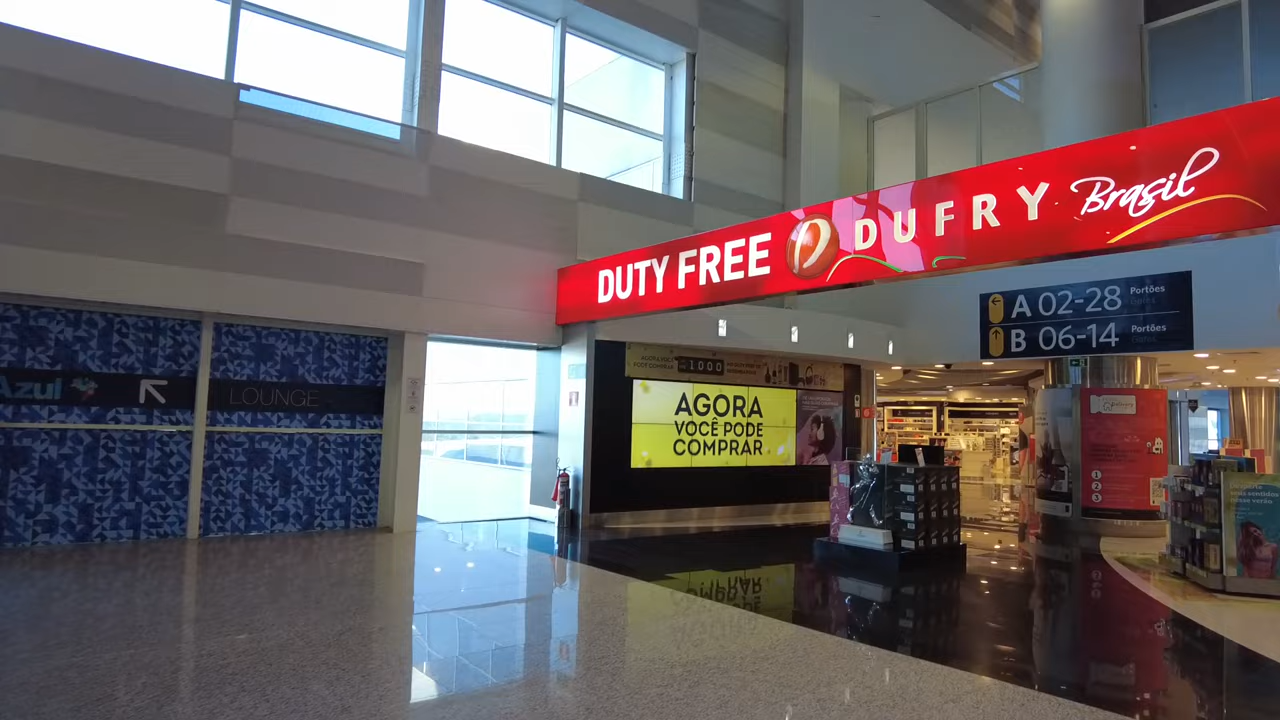 DUTY FREE DUFRY Brasil
A 02-28 Portões
B 06-14 Portões
Azul
LOUNGE
1000
AGORA
VOCÊ PODE
COMPRAR
1
2
3